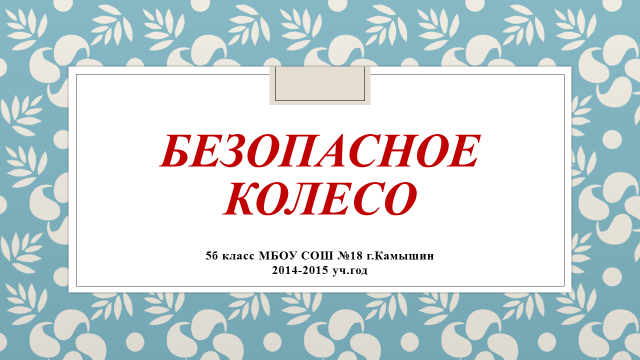 БЕЗОПАСНОЕ
КОЛЕСО
5б класс МБОУ СОШ №18 г.Камышин
2014-2015 уч.год